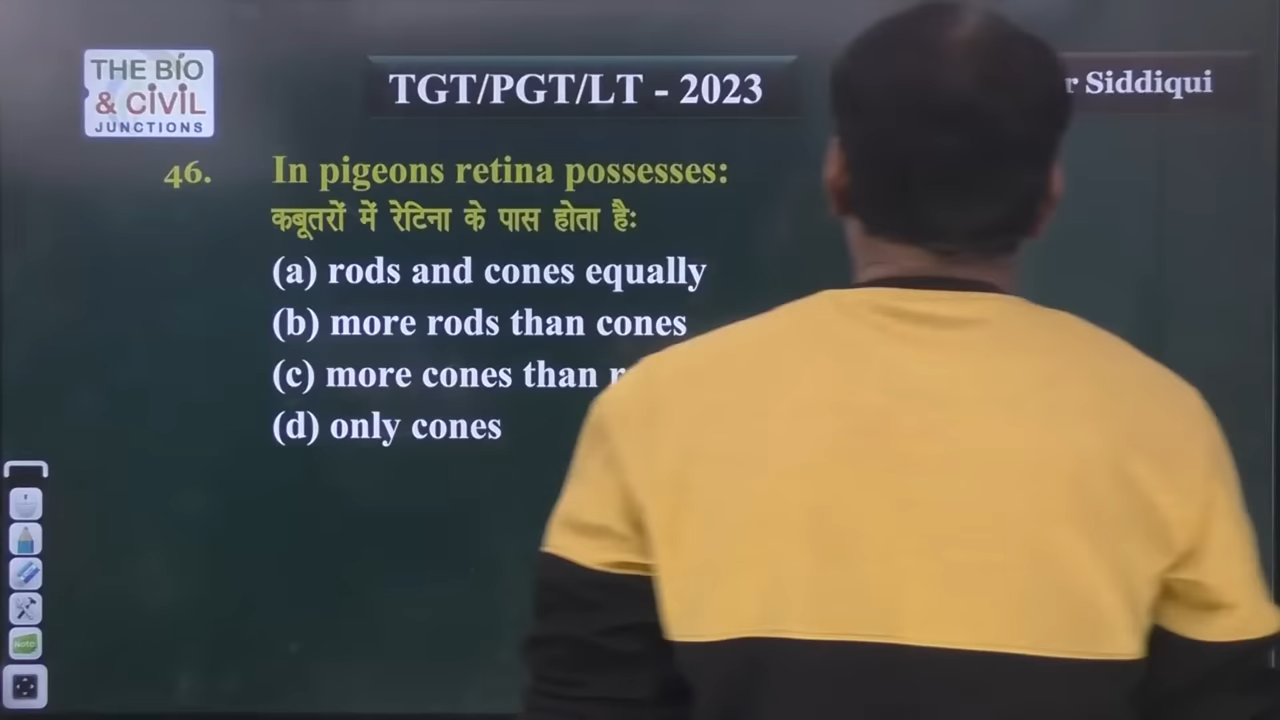 THE BIO
& CIVIL
JUNCTIONS
TGT/PGT/LT - 2023
Siddiqui
46. In pigeons retina possesses:
कबूतरों में रेटिना के पास होता हैः
(a) rods and cones equally
(b) more rods than cones
(c) more cones than
(d) only cones
Note